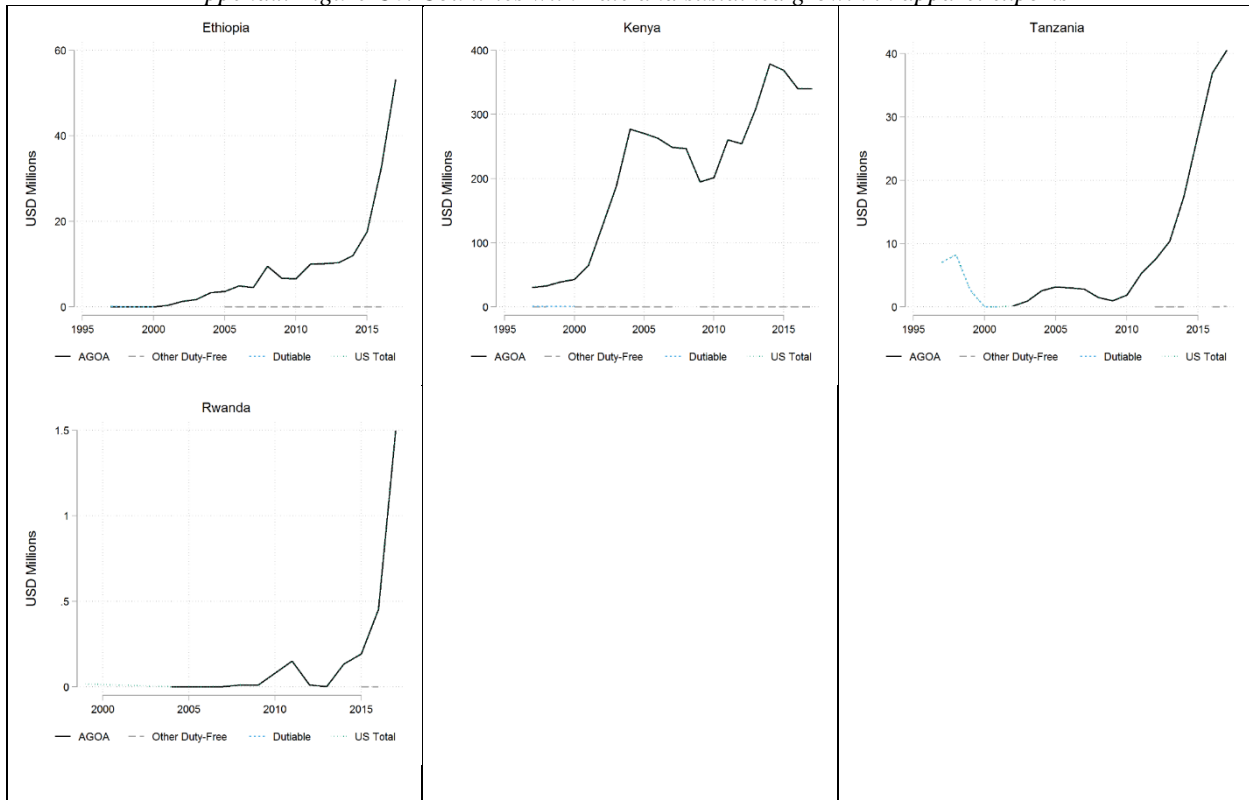 Ethiopia
60
40
20
0
USD Millions
1995 2000 2005 2010 2015
AGOA Other Duty-Free Dutiable US Total
Kenya
400
300
200
100
0
USD Millions
1995 2000 2005 2010 2015
AGOA Other Duty-Free Dutiable US Total
Tanzania
40
30
20
10
0
USD Millions
1995 2000 2005 2010 2015
AGOA Other Duty-Free Dutiable US Total
Rwanda
1.5
1
.5
0
USD Millions
2000 2005 2010 2015
AGOA Other Duty-Free Dutiable US Total